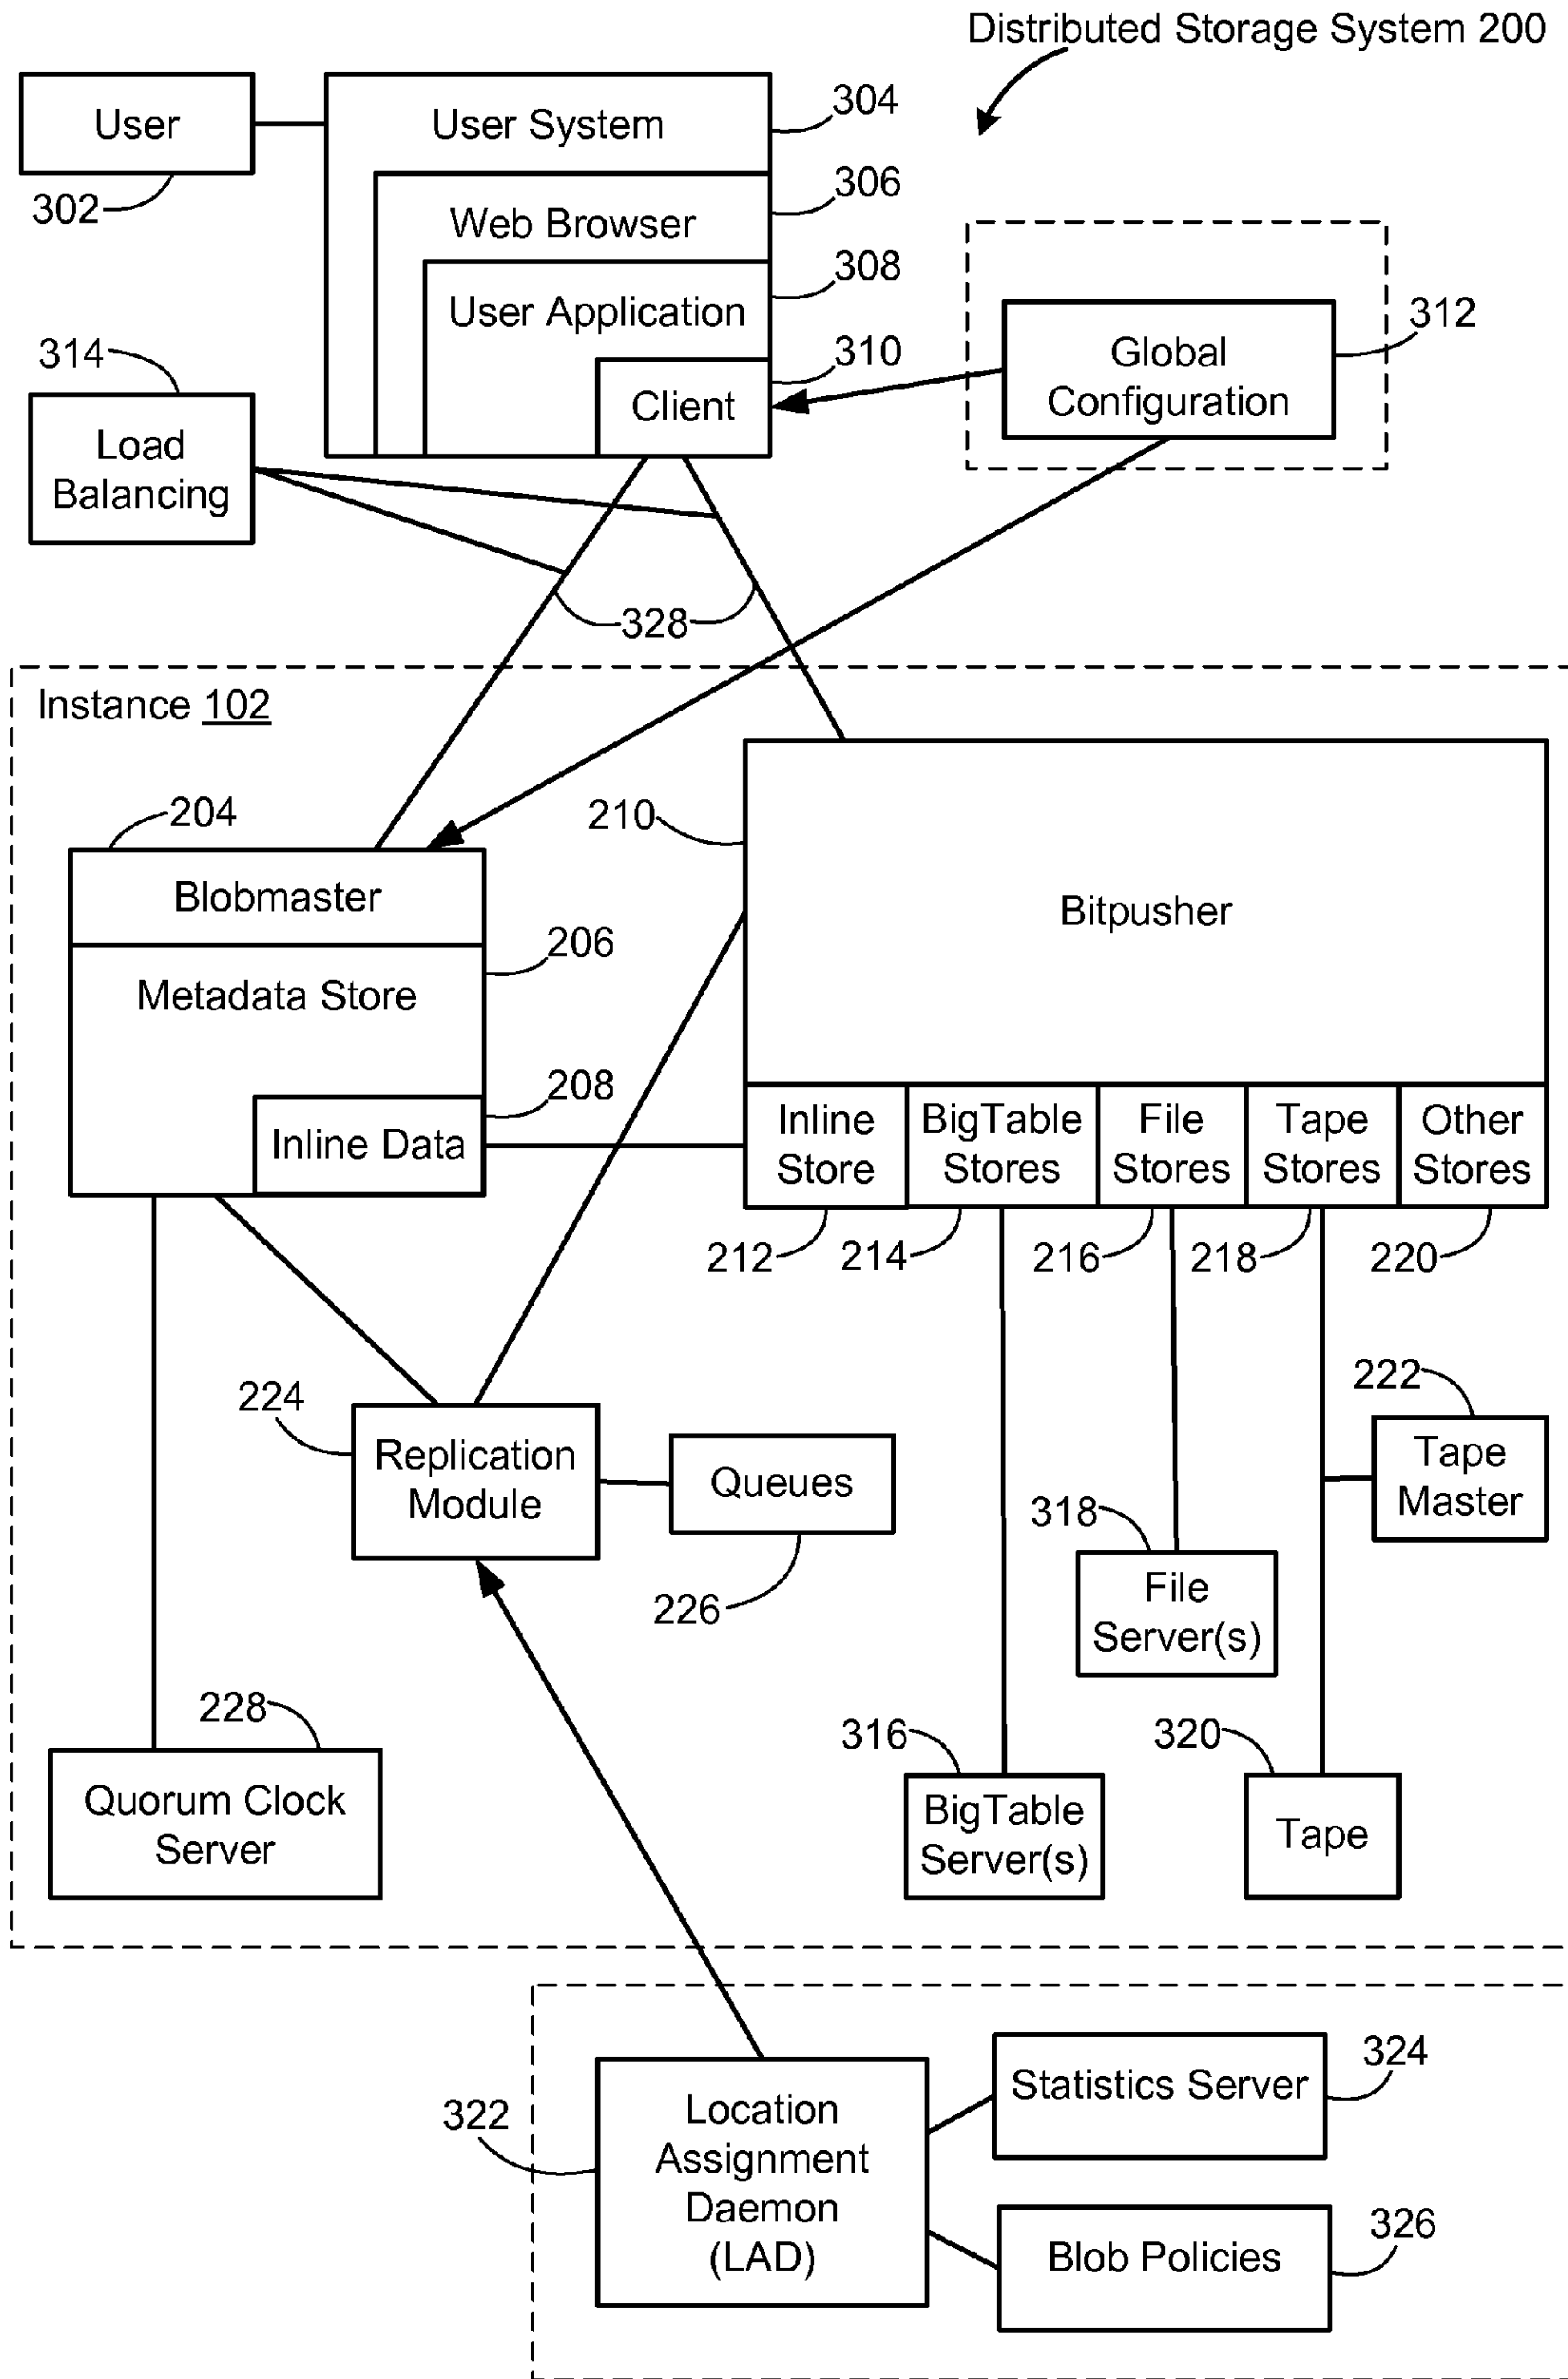 Distributed Storage System 200
User
302
User System
304
Web Browser
306
User Application
308
Client
310
Global
Configuration
312
314
Load
Balancing
328
Instance 102
204
Blobmaster
206
Metadata Store
208
Inline Data
210
Bitpusher
Inline
Store
BigTable
Stores
File
Stores
Tape
Stores
Other
Stores
212
214
216
218
220
224
Replication
Module
Queues
226
222
Tape
Master
318
File
Server(s)
228
Quorum Clock
Server
316
BigTable
Server(s)
320
Tape
322
Location
Assignment
Daemon
(LAD)
Statistics Server
324
Blob Policies
326